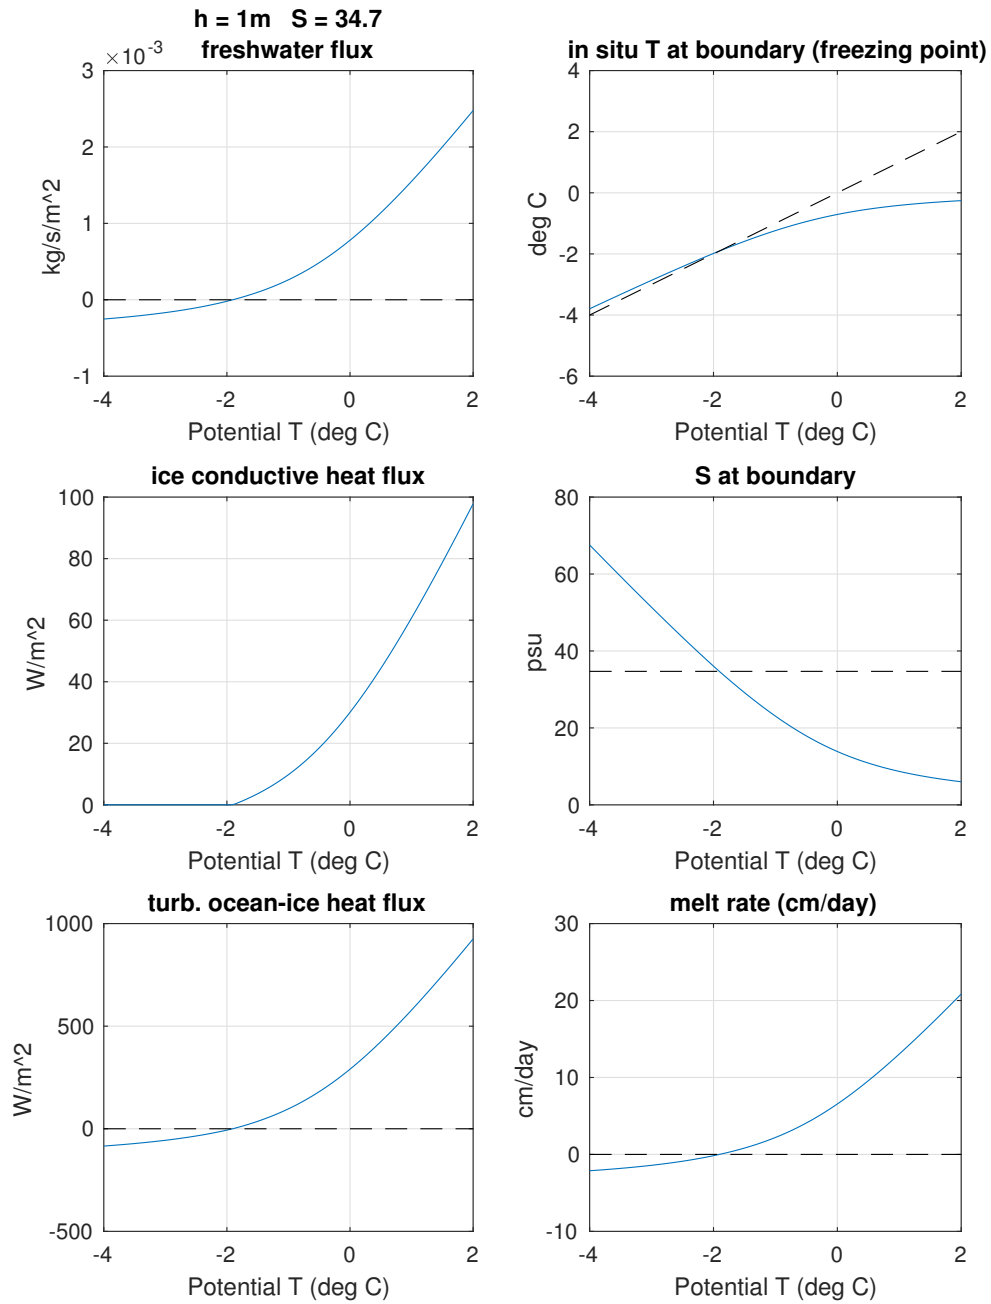 h = 1m   S = 34.7
×10^-3
freshwater flux
3
2
1
0
-1
kg/s/m^2
-4 -2 0 2
Potential T (deg C)
in situ T at boundary (freezing point)
4
2
0
-2
-4
-6
deg C
-4 -2 0 2
Potential T (deg C)
ice conductive heat flux
100
80
60
40
20
0
W/m^2
-4 -2 0 2
Potential T (deg C)
S at boundary
80
60
40
20
0
psu
-4 -2 0 2
Potential T (deg C)
turb. ocean-ice heat flux
1000
500
0
-500
W/m^2
-4 -2 0 2
Potential T (deg C)
melt rate (cm/day)
30
20
10
0
-10
cm/day
-4 -2 0 2
Potential T (deg C)